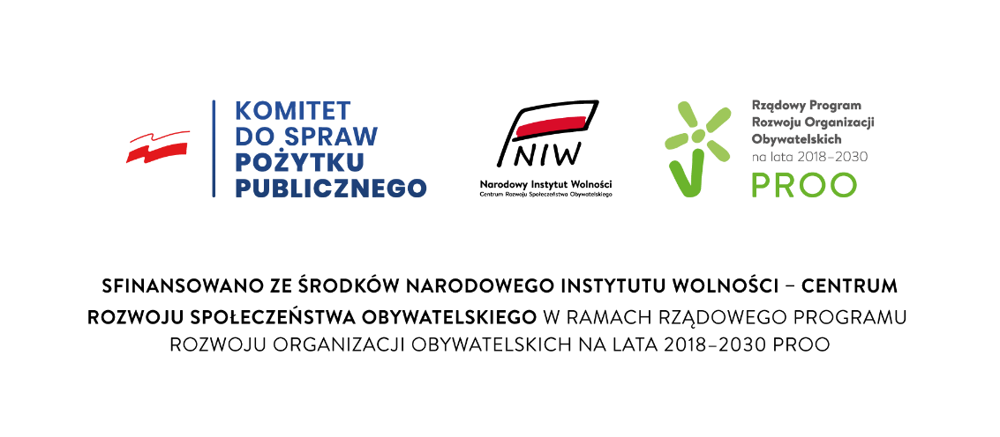 KOMITET
DO SPRAW
POŻYTKU
PUBLICZNEGO
NIW
Narodowy Instytut Wolności
Centrum Rozwoju Społeczeństwa Obywatelskiego
Rządowy Program
Rozwoju Organizacji
Obywatelskich
na lata 2018–2030
PROO
SFINANSOWANO ZE ŚRODKÓW NARODOWEGO INSTYTUTU WOLNOŚCI – CENTRUM
ROZWOJU SPOŁECZEŃSTWA OBYWATELSKIEGO W RAMACH RZĄDOWEGO PROGRAMU
ROZWOJU ORGANIZACJI OBYWATELSKICH NA LATA 2018–2030 PROO